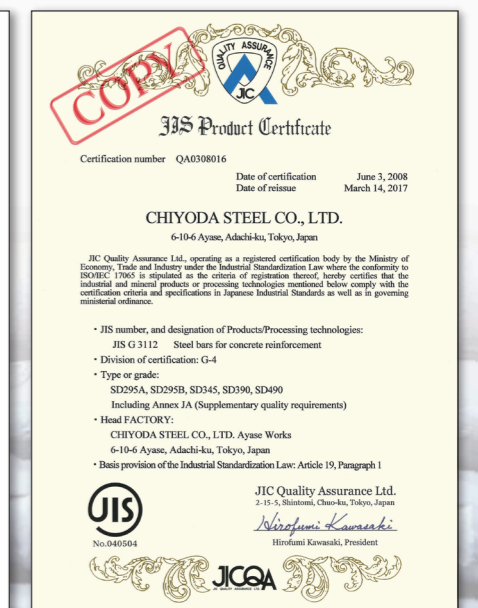 COPY
QUALITY ASSURANCE
JIC
JIS Product Certificate
Certification number QA0308016
Date of certification June 3, 2008
Date of reissue March 14, 2017
CHIYODA STEEL CO., LTD.
6-10-6 Ayase, Adachi-ku, Tokyo, Japan
JIC Quality Assurance Ltd., operating as a registered certification body by the Ministry of
Economy, Trade and Industry under the Industrial Standardization Law where the conformity to
ISO/IEC 17065 is stipulated as the criteria of registration thereof, hereby certifies that the
industrial and mineral products or processing technologies mentioned below comply with the
certification criteria and specifications in Japanese Industrial Standards as well as in governing
ministerial ordinance.
・JIS number, and designation of Products/Processing technologies:
JIS G 3112 Steel bars for concrete reinforcement
・Division of certification: G-4
・Type or grade:
SD295A, SD295B, SD345, SD390, SD490
Including Annex JA (Supplementary quality requirements)
・Head FACTORY:
CHIYODA STEEL CO., LTD. Ayase Works
6-10-6 Ayase, Adachi-ku, Tokyo, Japan
・Basis provision of the Industrial Standardization Law: Article 19, Paragraph 1
JIS
No.040504
JIC Quality Assurance Ltd.
2-15-5, Shintomi, Chuo-ku, Tokyo, Japan
Hirofumi Kawasaki
Hirofumi Kawasaki, President
JICQA
JIC QUALITY ASSURANCE LTD.